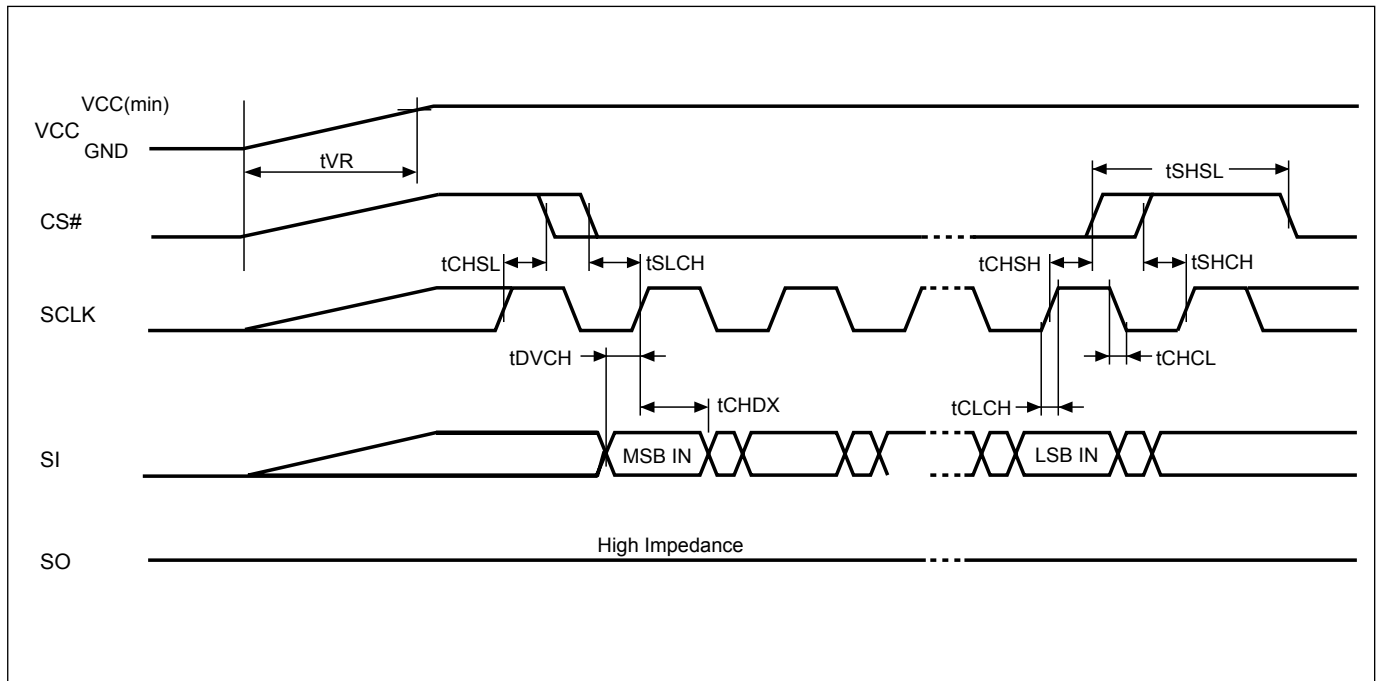 VCC(min)
VCC
GND
tVR
tSHSL
CS#
tCHSL
tSLCH
tCHSH
tSHCH
SCLK
tDVCH
tCHCL
tCHDX
tCLCH
SI
MSB IN
LSB IN
High Impedance
SO